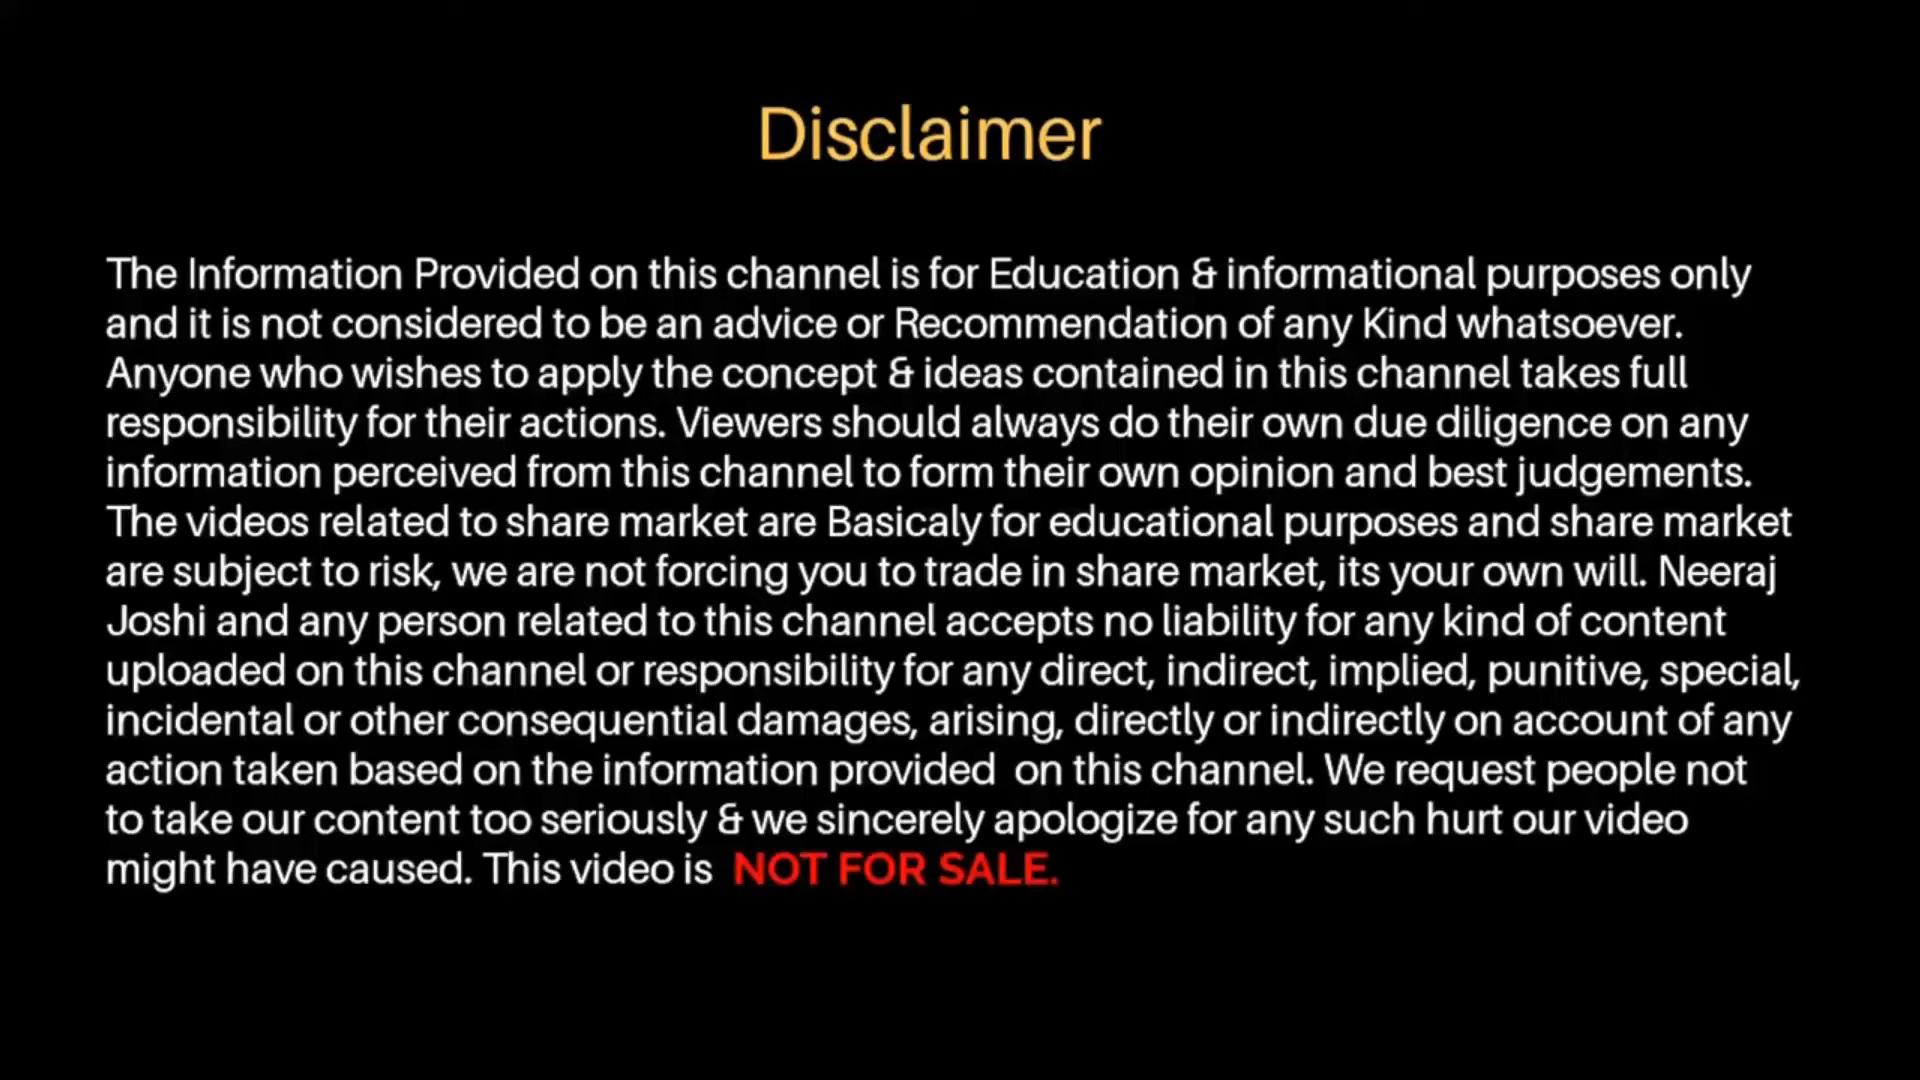 Disclaimer
The Information Provided on this channel is for Education & informational purposes only
and it is not considered to be an advice or Recommendation of any Kind whatsoever.
Anyone who wishes to apply the concept & ideas contained in this channel takes full
responsibility for their actions. Viewers should always do their own due diligence on any
information perceived from this channel to form their own opinion and best judgements.
The videos related to share market are Basicaly for educational purposes and share market
are subject to risk, we are not forcing you to trade in share market, its your own will. Neeraj
Joshi and any person related to this channel accepts no liability for any kind of content
uploaded on this channel or responsibility for any direct, indirect, implied, punitive, special,
incidental or other consequential damages, arising, directly or indirectly on account of any
action taken based on the information provided  on this channel. We request people not
to take our content too seriously & we sincerely apologize for any such hurt our video
might have caused. This video is  NOT FOR SALE.